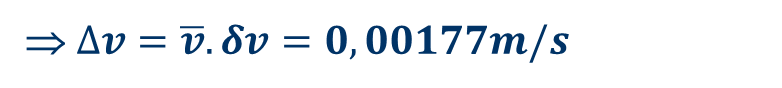 ⇒ Δv = v̅. δv = 0,00177m/s